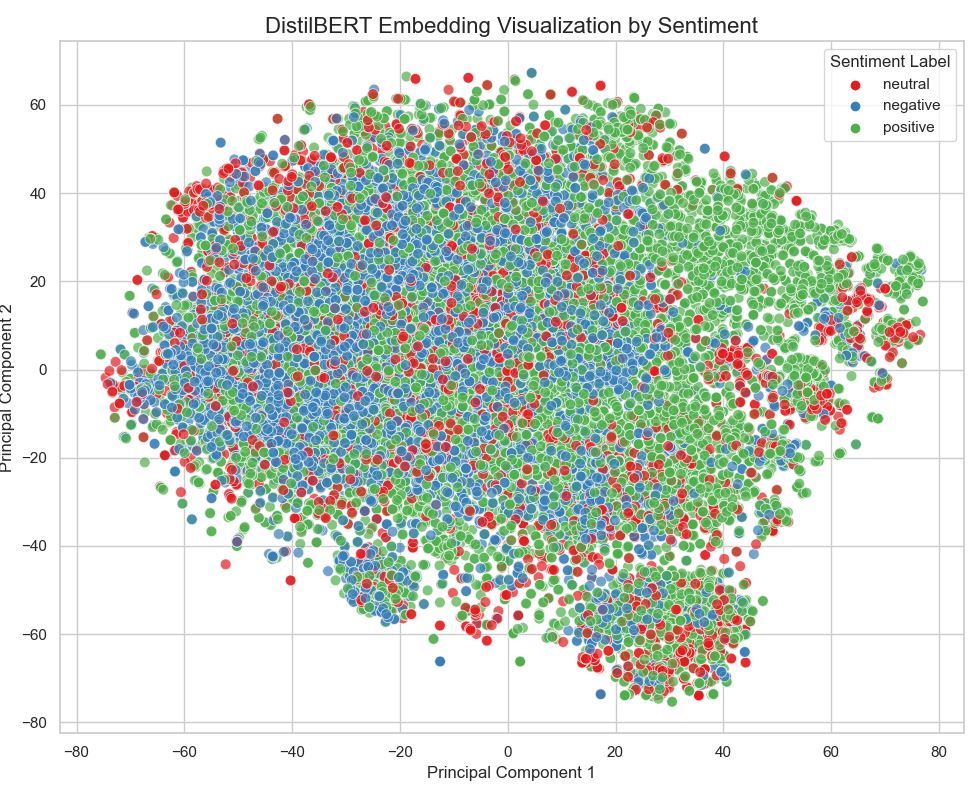 DistilBERT Embedding Visualization by Sentiment
Sentiment Label
neutral
negative
positive
Principal Component 2
60
40
20
0
−20
−40
−60
−80
−80
−60
−40
−20
0
20
40
60
80
Principal Component 1